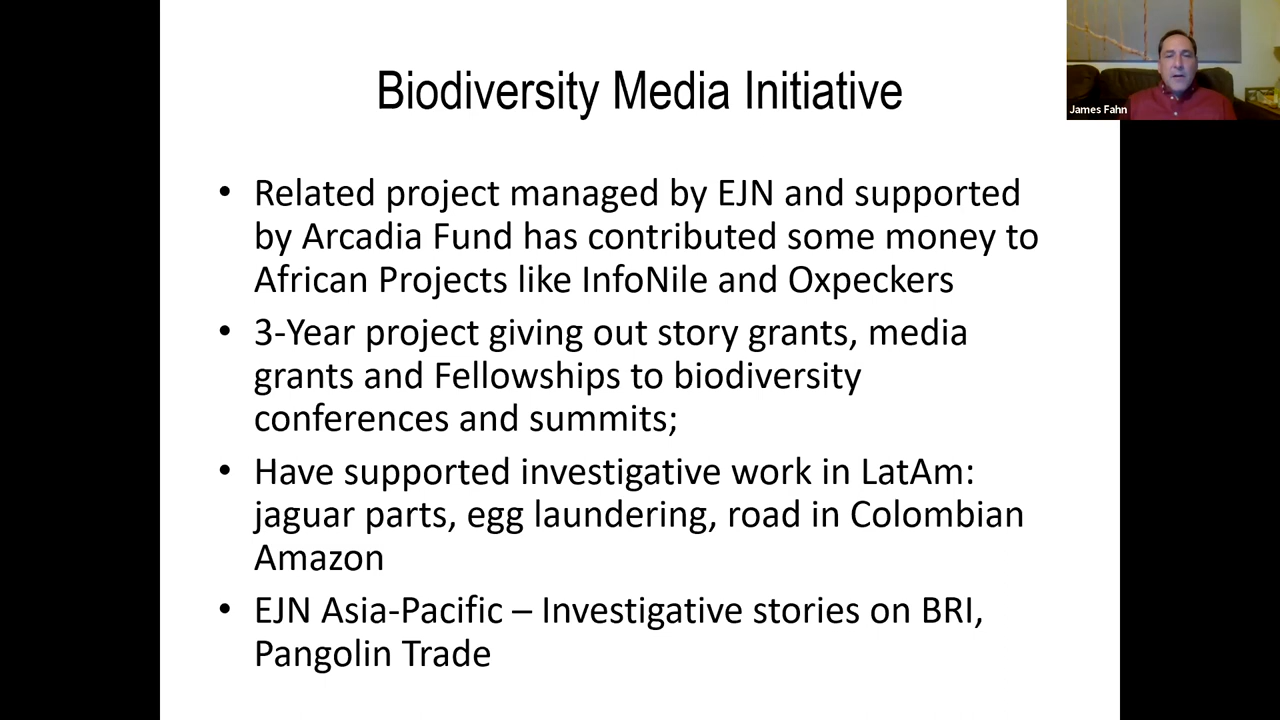 Biodiversity Media Initiative
James Fahn
• Related project managed by EJN and supported
by Arcadia Fund has contributed some money to
African Projects like InfoNile and Oxpeckers
• 3-Year project giving out story grants, media
grants and Fellowships to biodiversity
conferences and summits;
• Have supported investigative work in LatAm:
jaguar parts, egg laundering, road in Colombian
Amazon
• EJN Asia-Pacific – Investigative stories on BRI,
Pangolin Trade